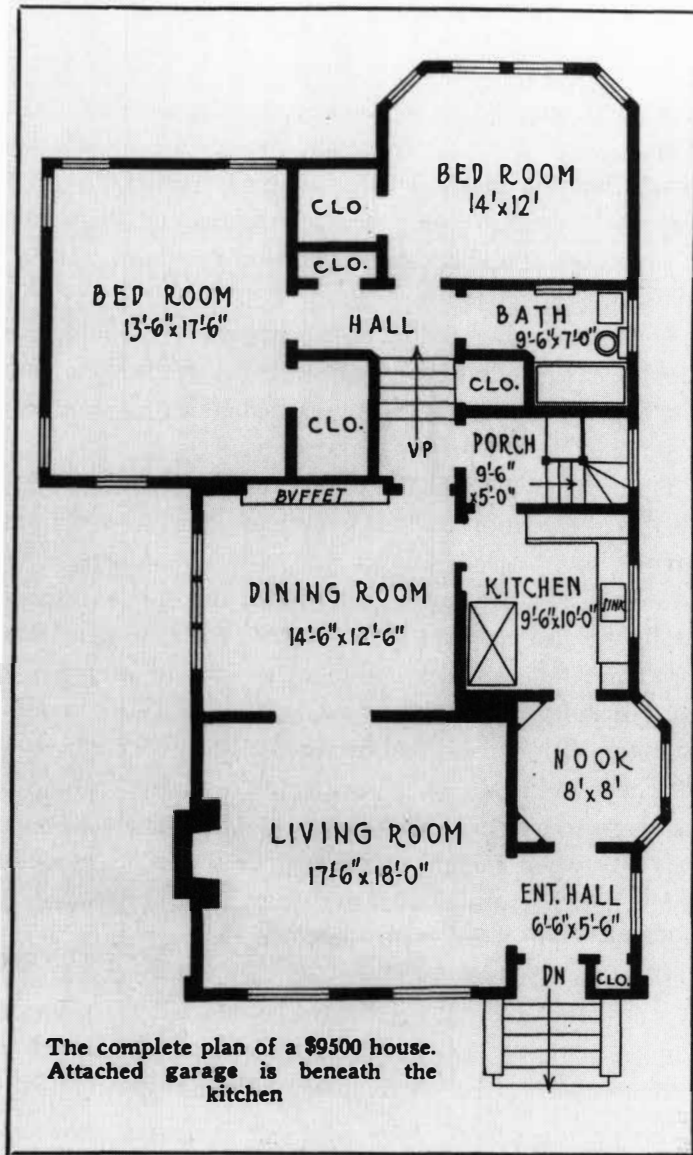 BED ROOM
14'x12'
CLO.
CLO.
BED ROOM
13'-6"x17'-6"
HALL
BATH
9'-6"x7'-0"
CLO.
CLO.
UP
PORCH
9'-6"
x5'-0"
BUFFET
DINING ROOM
14'-6"x12'-6"
KITCHEN
9'-6"x10'-0"
SINK
NOOK
8'x8'
LIVING ROOM
17'-6"x18'-0"
ENT. HALL
6'-6"x5'-6"
DN
CLO.
The complete plan of a $9500 house.
Attached garage is beneath the
kitchen